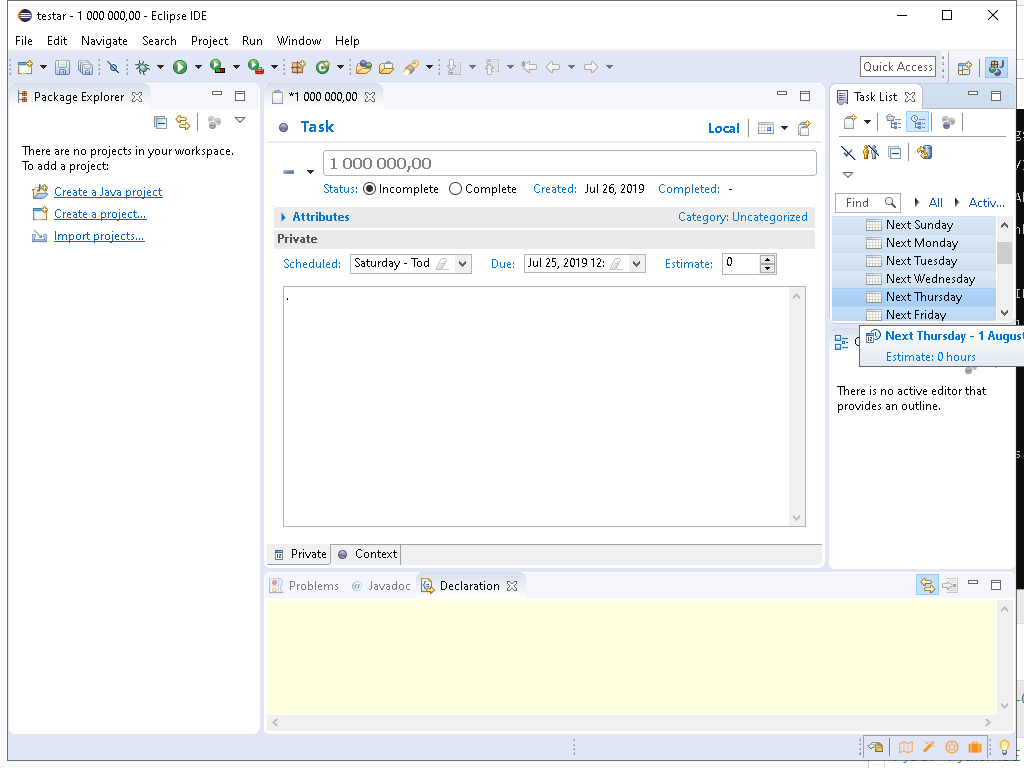 testar - 1 000 000,00 - Eclipse IDE
File Edit Navigate Search Project Run Window Help
Quick Access
Package Explorer
There are no projects in your workspace.
To add a project:
Create a Java project
Create a project...
Import projects...
*1 000 000,00
Task
Local
1 000 000,00
Status: Incomplete Complete Created: Jul 26, 2019 Completed: -
Attributes Category: Uncategorized
Private
Scheduled: Saturday - Tod Due: Jul 25, 2019 12: Estimate: 0
.
Private Context
Problems @ Javadoc Declaration
Task List
Find All Activ...
Next Sunday
Next Monday
Next Tuesday
Next Wednesday
Next Thursday
Next Friday
Next Thursday - 1 August
Estimate: 0 hours
There is no active editor that
provides an outline.